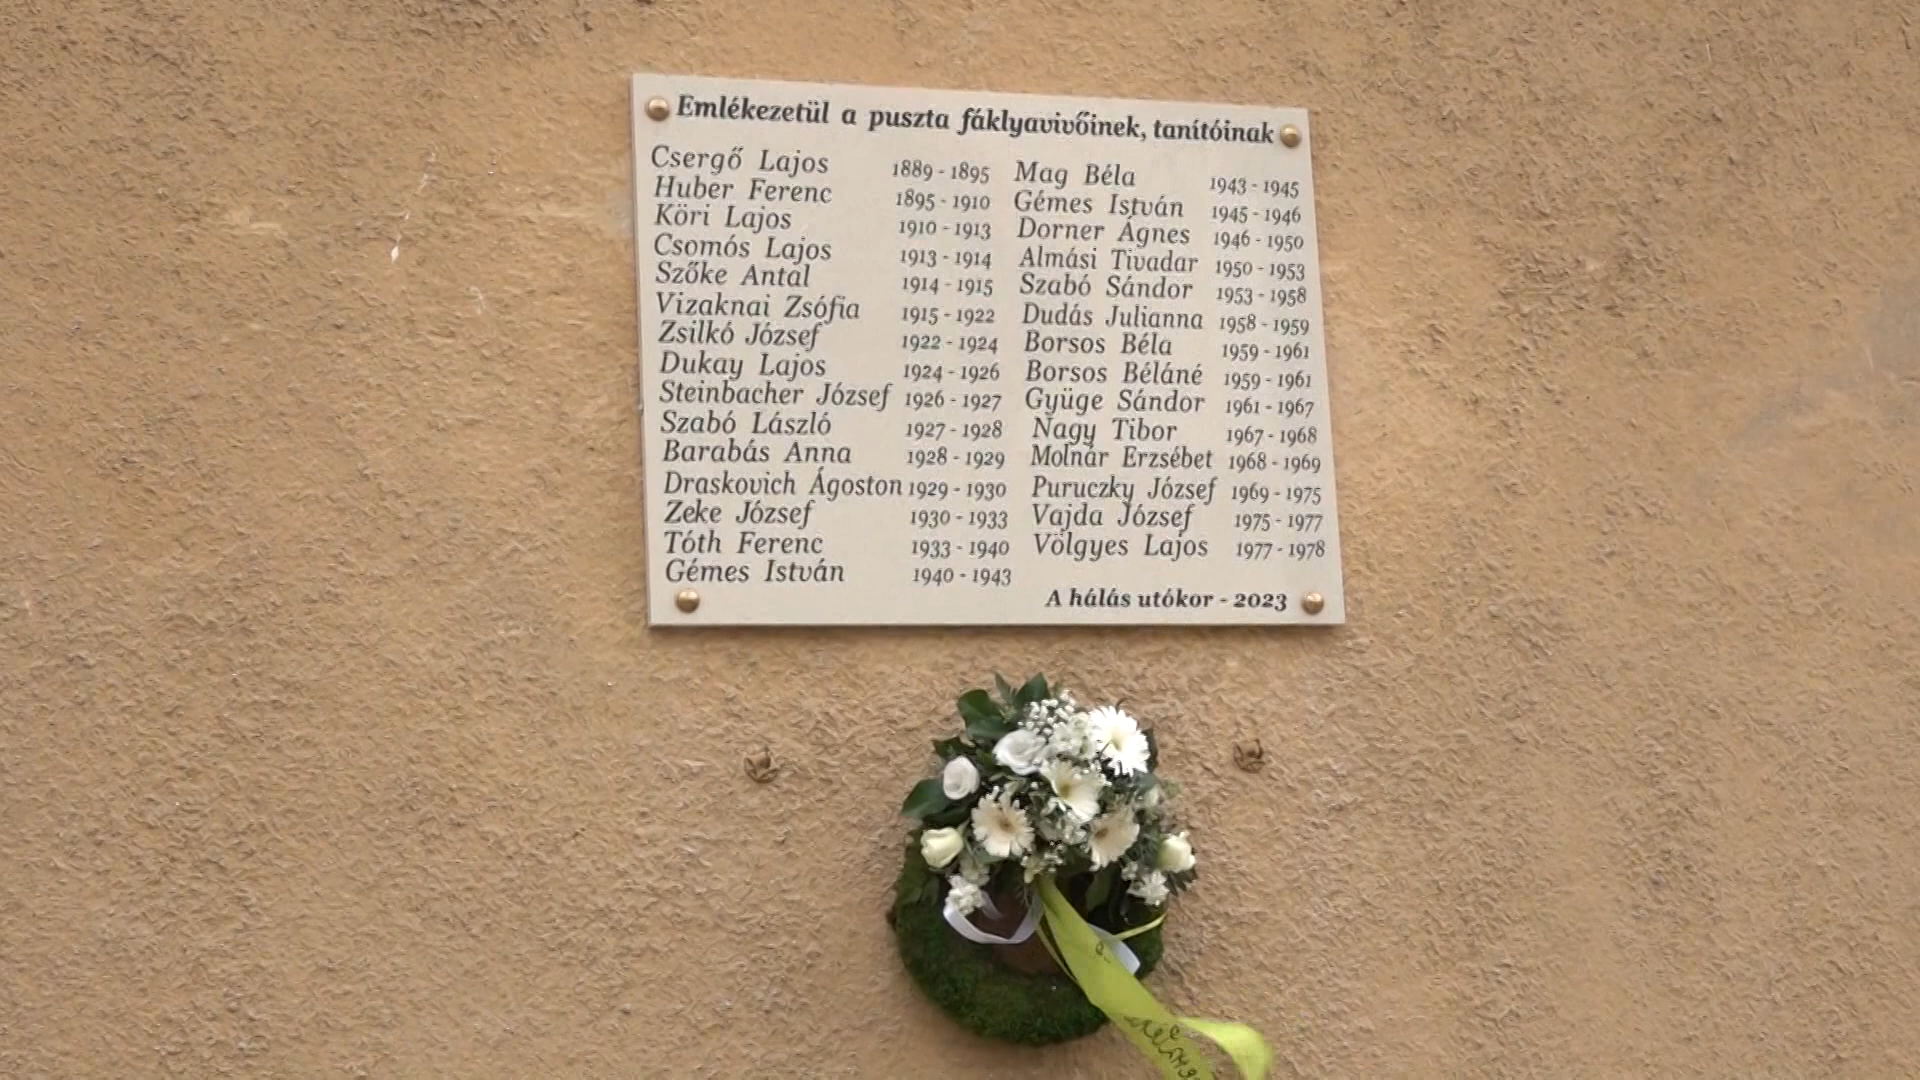 Emlékezetül a puszta fáklyavivőinek, tanítóinak
Csergő Lajos 1889 - 1895
Huber Ferenc 1895 - 1910
Köri Lajos 1910 - 1913
Csomós Lajos 1913 - 1914
Szőke Antal 1914 - 1915
Vizaknai Zsófia 1915 - 1922
Zsilkó József 1922 - 1924
Dukay Lajos 1924 - 1926
Steinbacher József 1926 - 1927
Szabó László 1927 - 1928
Barabás Anna 1928 - 1929
Draskovich Ágoston 1929 - 1930
Zeke József 1930 - 1933
Tóth Ferenc 1933 - 1940
Gémes István 1940 - 1943
Mag Béla 1943 - 1945
Gémes István 1945 - 1946
Dorner Ágnes 1946 - 1950
Almási Tivadar 1950 - 1953
Szabó Sándor 1953 - 1958
Dudás Julianna 1958 - 1959
Borsos Béla 1959 - 1961
Borsos Béláné 1959 - 1961
Gyüge Sándor 1961 - 1967
Nagy Tibor 1967 - 1968
Molnár Erzsébet 1968 - 1969
Puruczky József 1969 - 1975
Vajda József 1975 - 1977
Völgyes Lajos 1977 - 1978
A hálás utókor - 2023